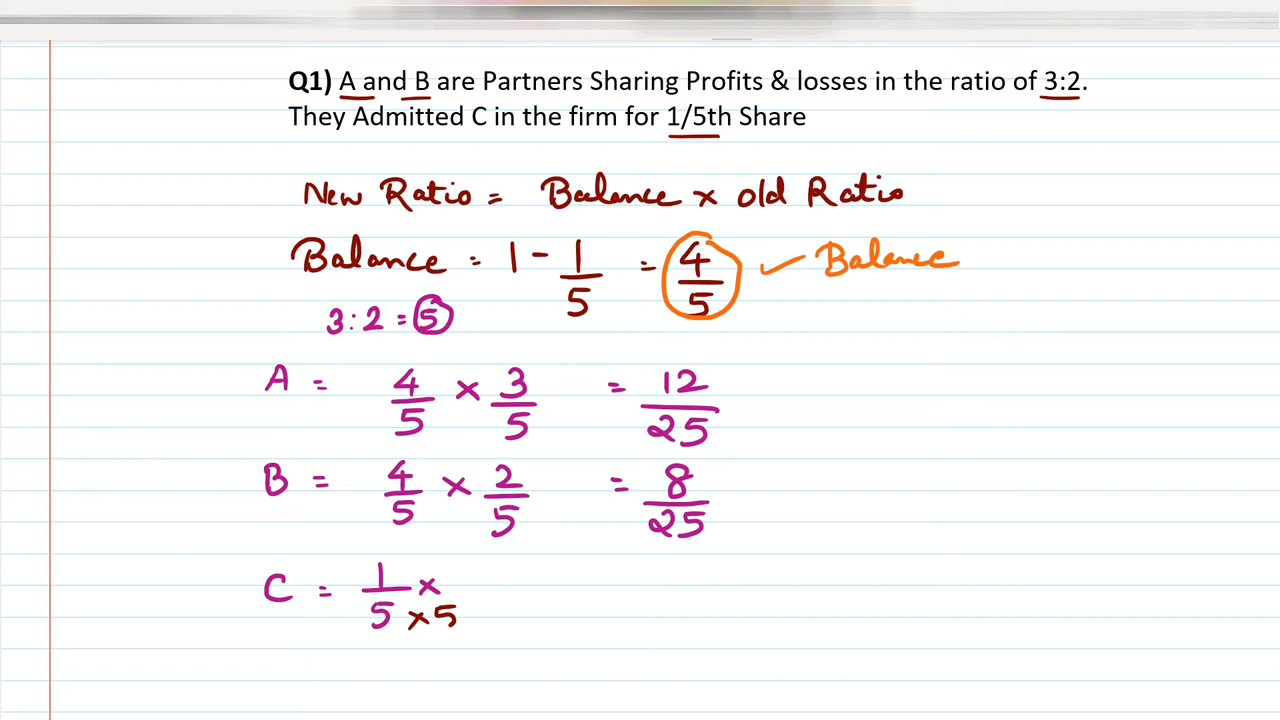 Q1) A and B are Partners Sharing Profits & losses in the ratio of 3:2.
They Admitted C in the firm for 1/5th Share
New Ratio = Balance x old Ratio
Balance = 1 - 1/5 = 4/5 ✓ Balance
3:2 = 5
A = 4/5 x 3/5 = 12/25
B = 4/5 x 2/5 = 8/25
C = 1/5 x x 5